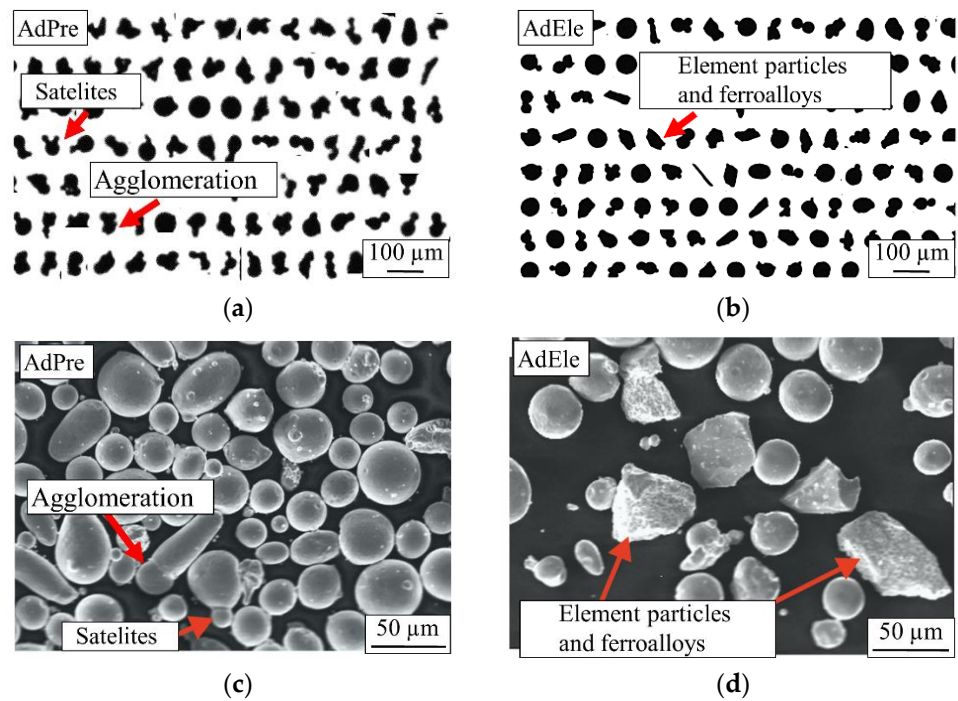 AdPre
Satelites
Agglomeration
100 µm
(a)
AdEle
Element particles
and ferroalloys
100 µm
(b)
AdPre
Agglomeration
Satelites
50 µm
(c)
AdEle
Element particles
and ferroalloys
50 µm
(d)